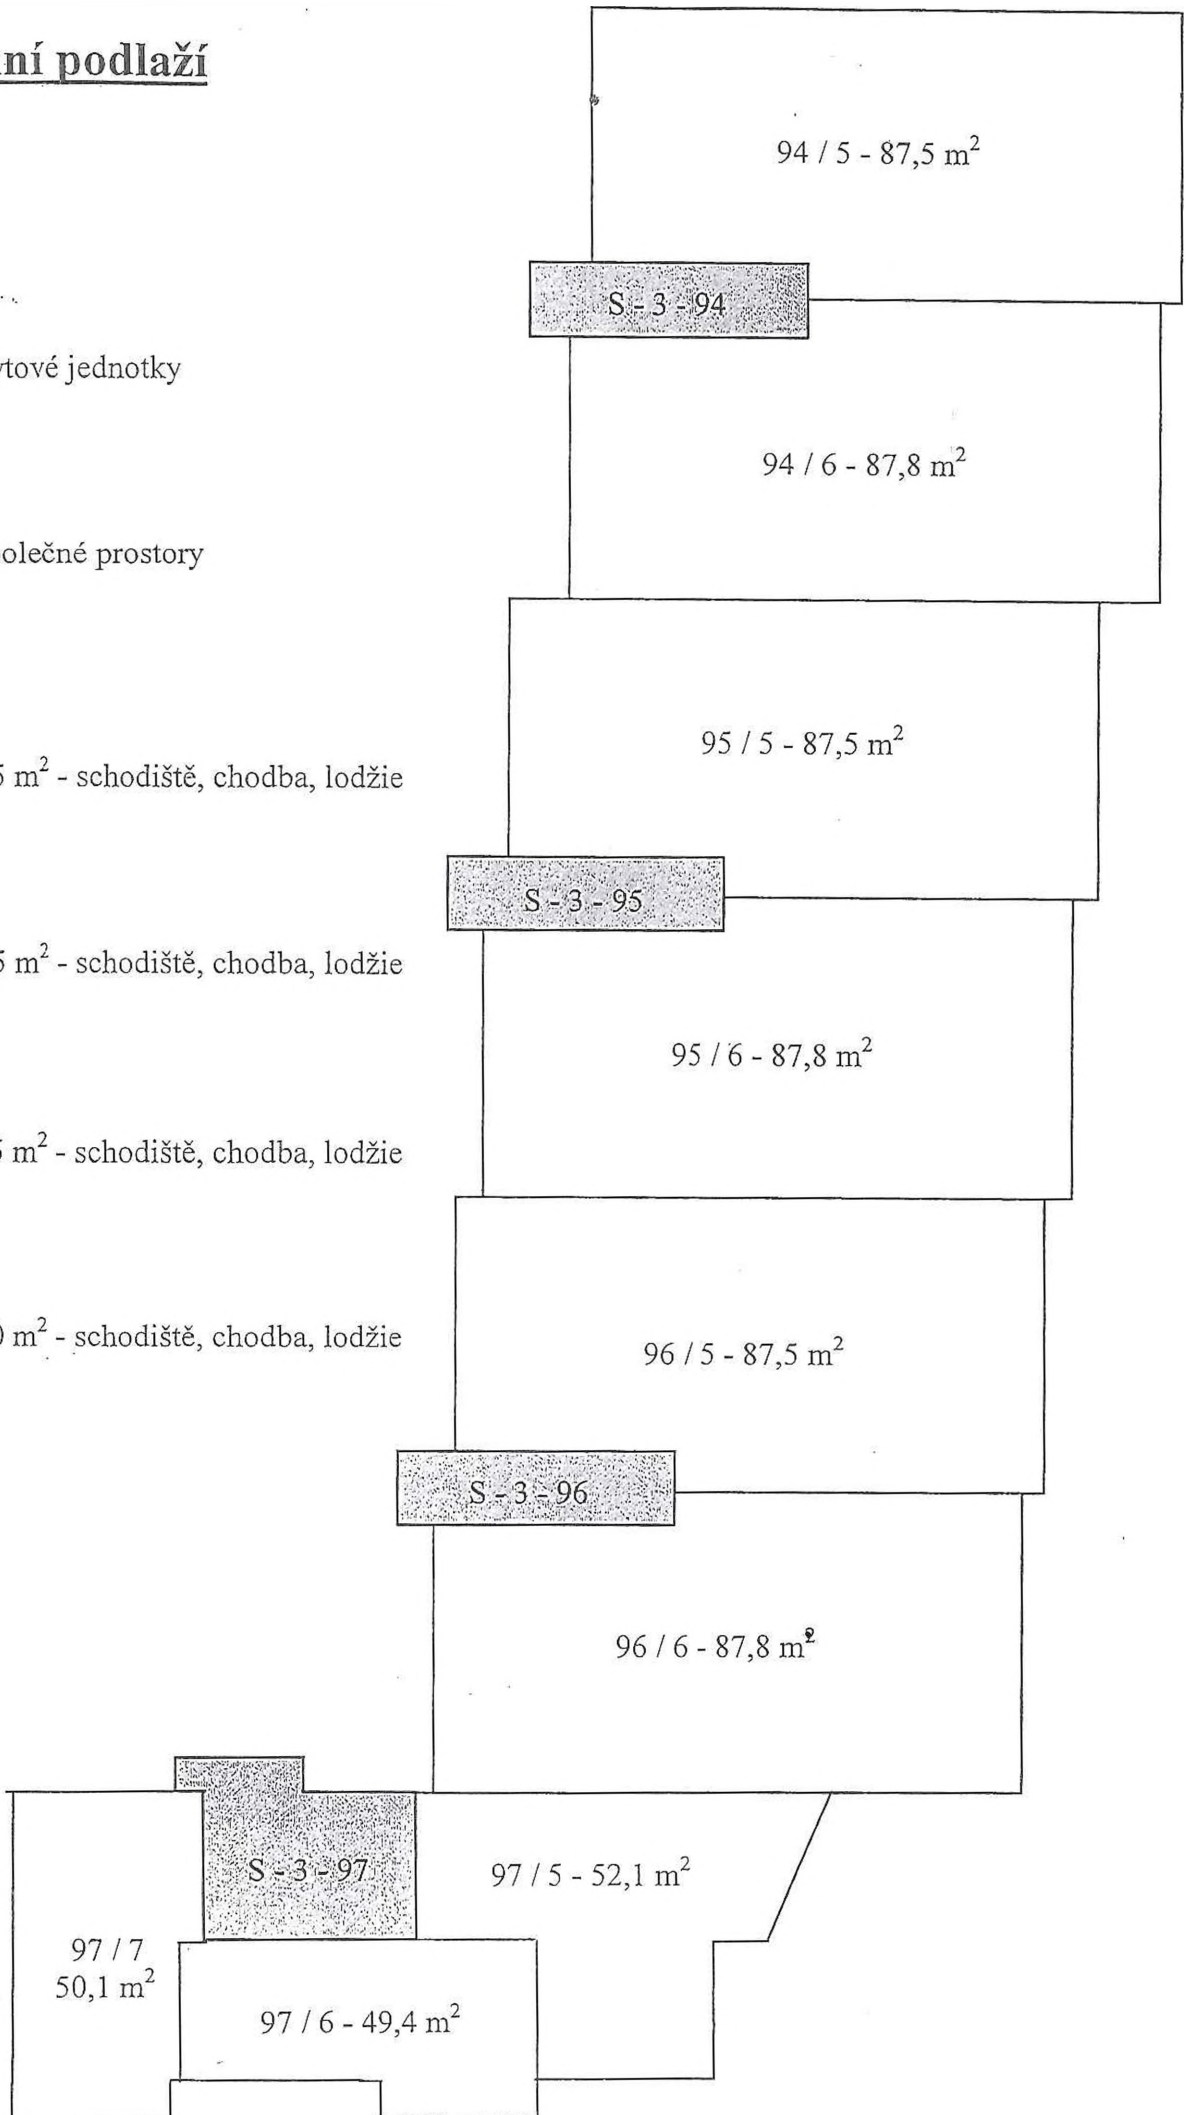 ní podlaží
94 / 5 - 87,5 m²
S - 3 - 94
tové jednotky
94 / 6 - 87,8 m²
olečné prostory
95 / 5 - 87,5 m²
5 m² - schodiště, chodba, lodžie
S - 3 - 95
5 m² - schodiště, chodba, lodžie
95 / 6 - 87,8 m²
5 m² - schodiště, chodba, lodžie
0 m² - schodiště, chodba, lodžie
96 / 5 - 87,5 m²
S - 3 - 96
96 / 6 - 87,8 m²
S - 3 - 97
97 / 5 - 52,1 m²
97 / 7
50,1 m²
97 / 6 - 49,4 m²